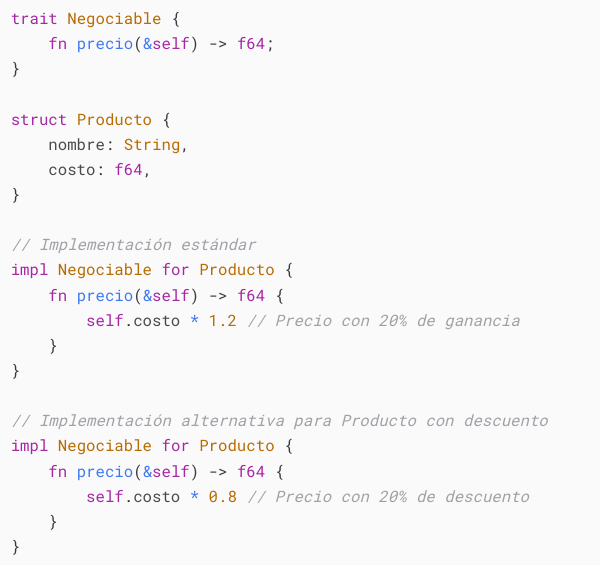 trait Negociable {
    fn precio(&self) -> f64;
}

struct Producto {
    nombre: String,
    costo: f64,
}

// Implementación estándar
impl Negociable for Producto {
    fn precio(&self) -> f64 {
        self.costo * 1.2 // Precio con 20% de ganancia
    }
}

// Implementación alternativa para Producto con descuento
impl Negociable for Producto {
    fn precio(&self) -> f64 {
        self.costo * 0.8 // Precio con 20% de descuento
    }
}